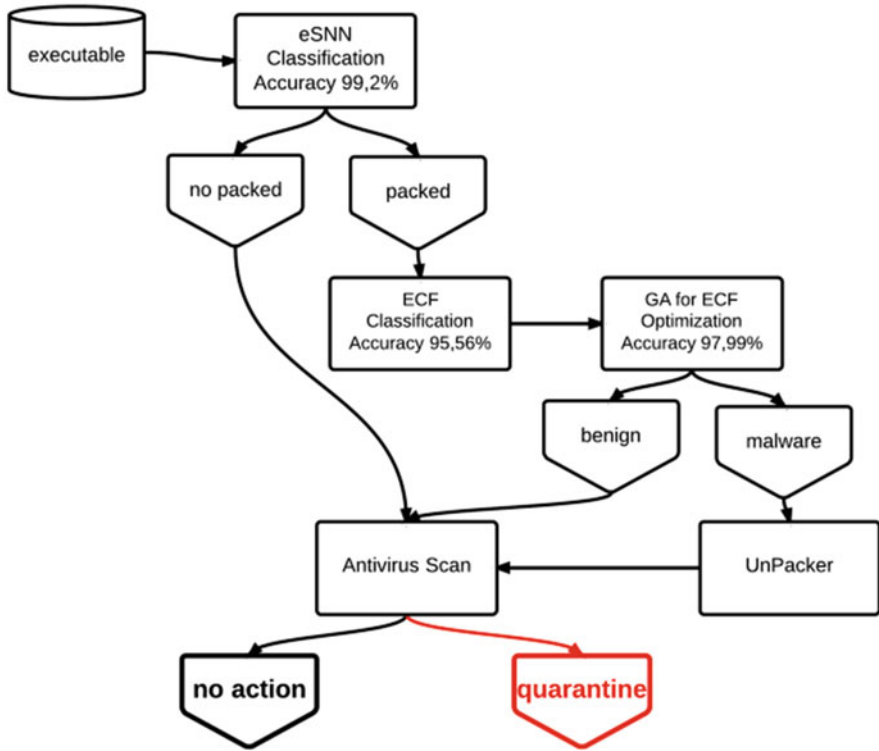 executable
eSNN
Classification
Accuracy 99,2%
no packed
packed
ECF
Classification
Accuracy 95,56%
GA for ECF
Optimization
Accuracy 97,99%
benign
malware
Antivirus Scan
UnPacker
no action
quarantine